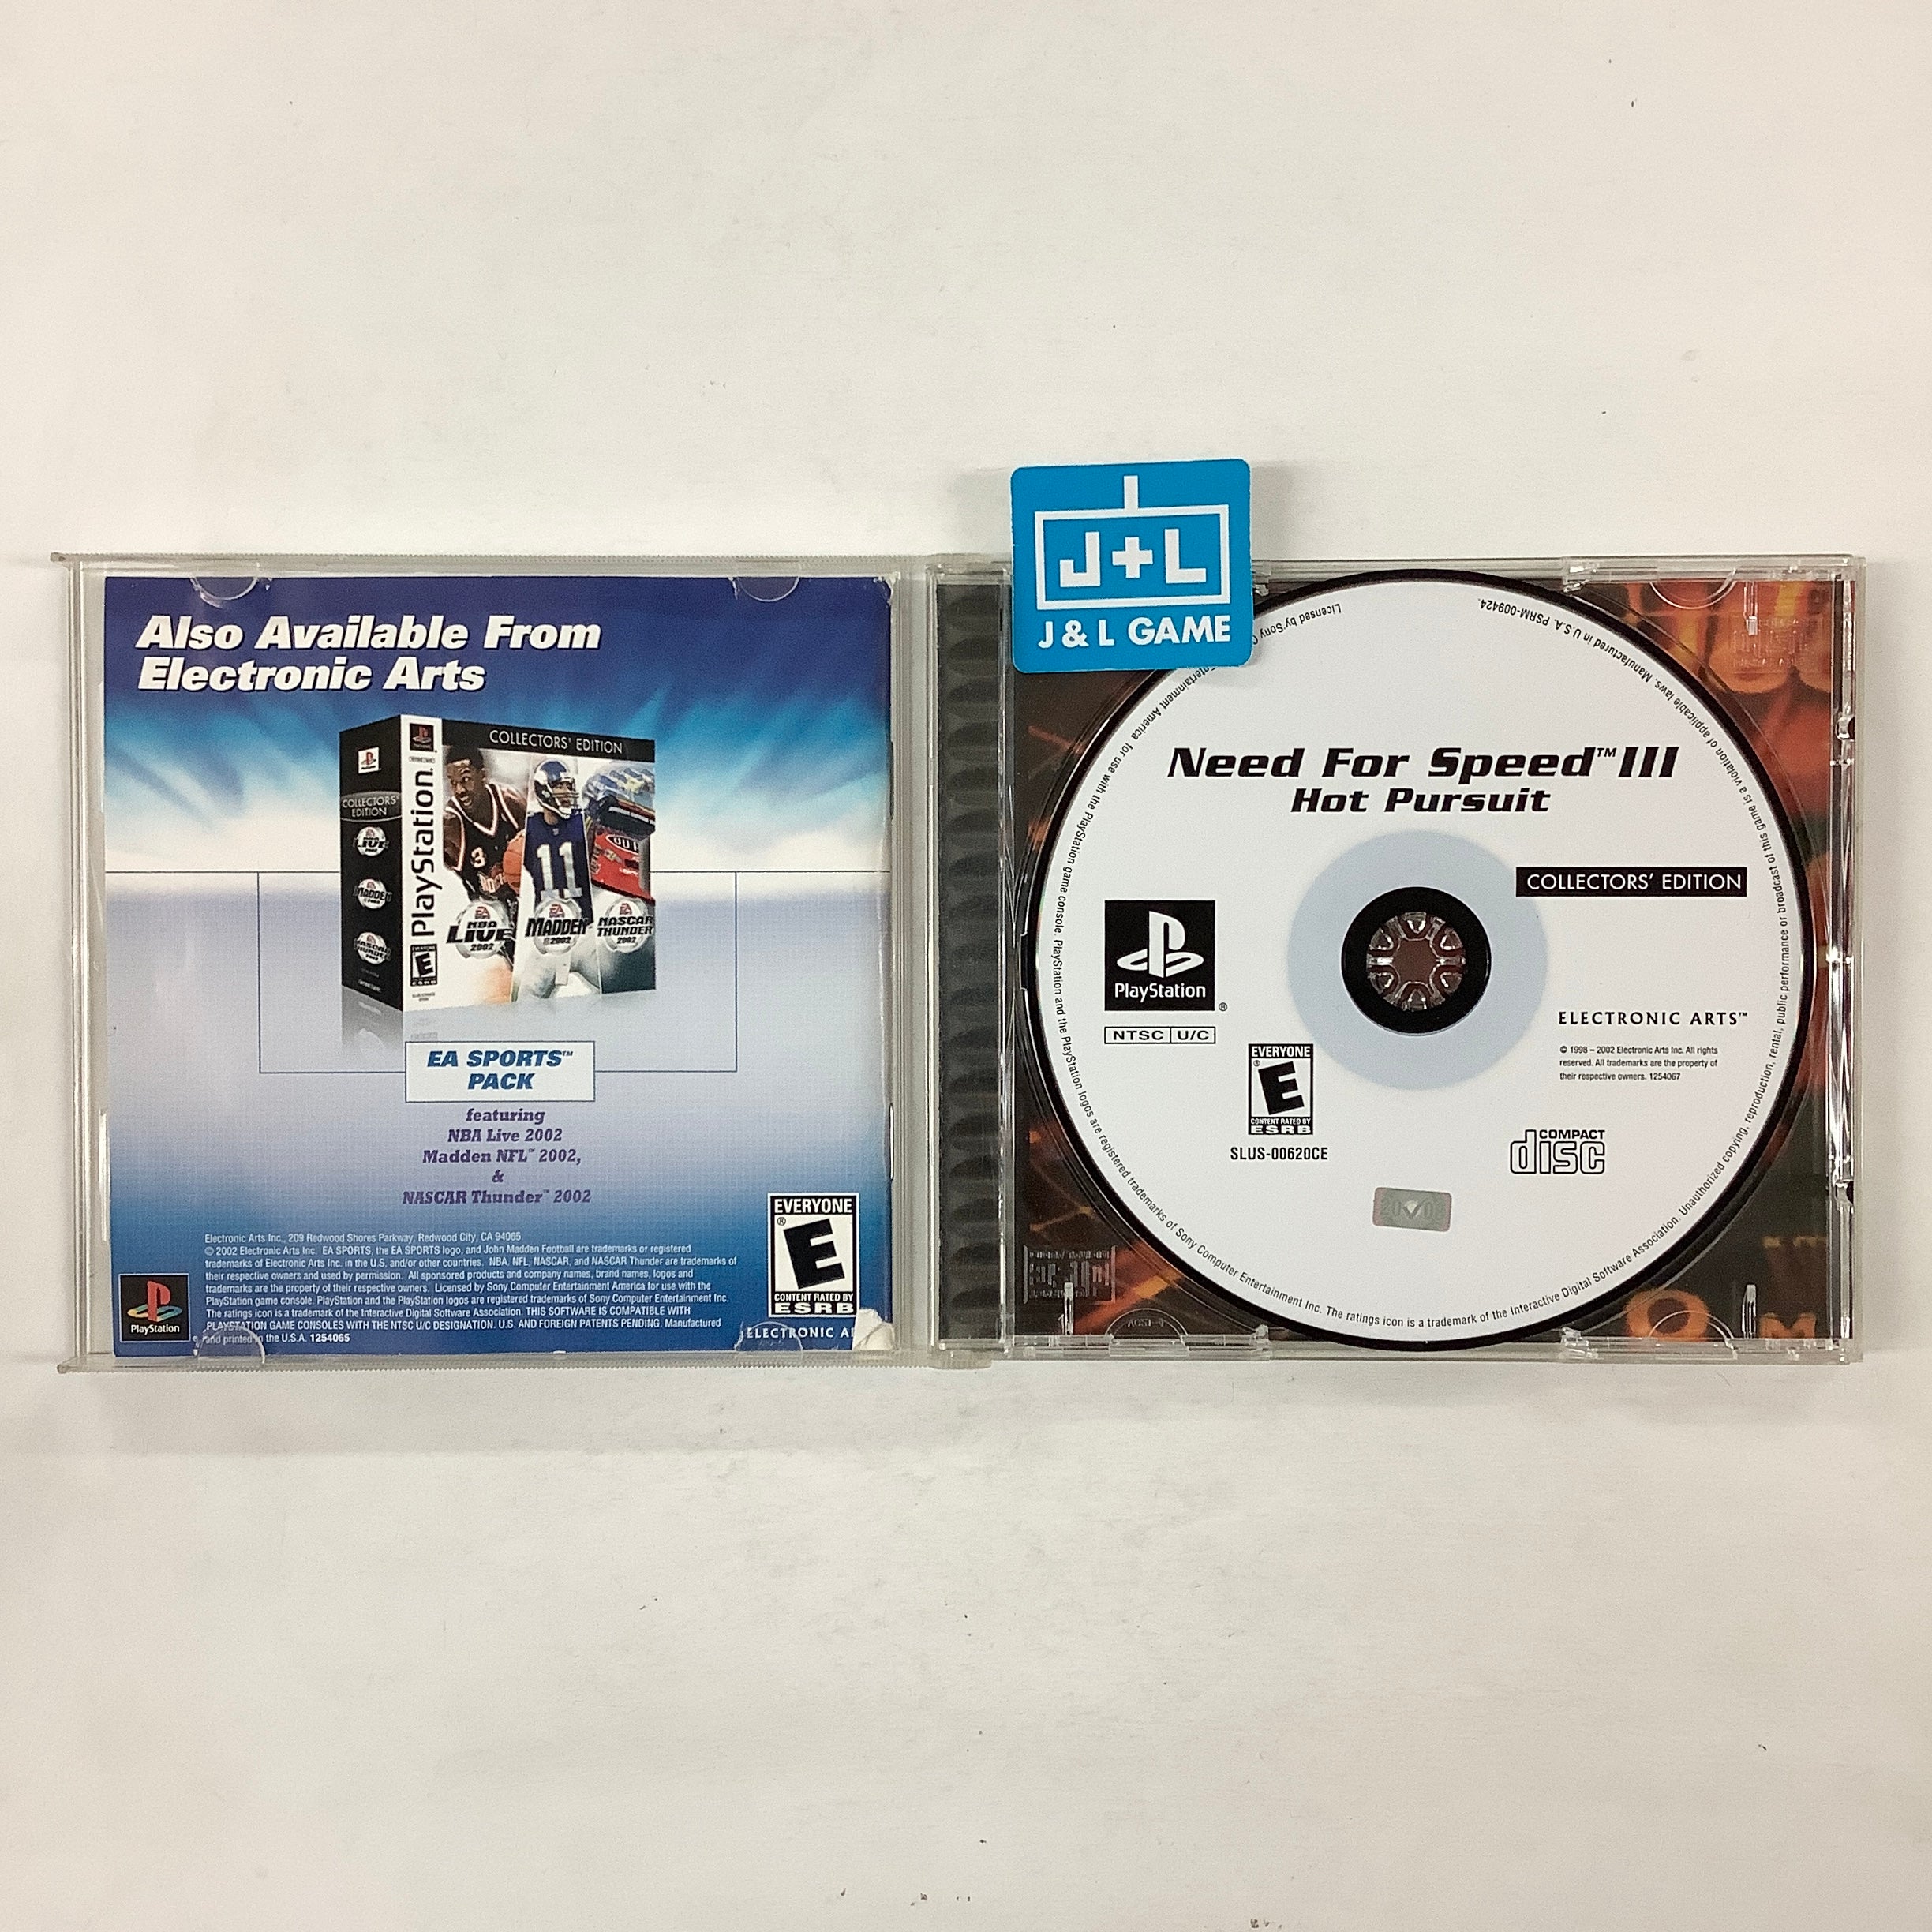 Also Available From
Electronic Arts
COLLECTORS' EDITION
COLLECTORS'
EDITION
PlayStation
3
11
NBA
LIVE
2002
MADDEN
2002
NASCAR
THUNDER
2002
EA SPORTS™
PACK
featuring
NBA Live 2002
Madden NFL™ 2002,
&
NASCAR Thunder™ 2002
EVERYONE
E
®
CONTENT RATED BY
ESRB
Electronic Arts Inc., 209 Redwood Shores Parkway, Redwood City, CA 94065
© 2002 Electronic Arts Inc. EA SPORTS, the EA SPORTS logo, and John Madden Football are trademarks or registered
trademarks of Electronic Arts Inc. in the U.S. and/or other countries. NBA, NFL, NASCAR, and NASCAR Thunder are trademarks of
their respective owners and used by permission. All sponsored products and company names, brand names, logos and
trademarks are the property of their respective owners. Licensed by Sony Computer Entertainment America for use with the
PlayStation game console. PlayStation and the PlayStation logos are registered trademarks of Sony Computer Entertainment Inc.
The ratings icon is a trademark of the Interactive Digital Software Association. THIS SOFTWARE IS COMPATIBLE WITH
PLAYSTATION GAME CONSOLES WITH THE NTSC U/C DESIGNATION. U.S. AND FOREIGN PATENTS PENDING. Manufactured
and printed in the U.S.A. 1254065
PlayStation
ELECTRONIC
J+L
J & L GAME
Need For Speed™ III
Hot Pursuit
COLLECTORS' EDITION
PlayStation
®
NTSC U/C
EVERYONE
E
®
CONTENT RATED BY
ESRB
SLUS-00620CE
ELECTRONIC ARTS™
© 1998 – 2002 Electronic Arts Inc. All rights
reserved. All trademarks are the property of
their respective owners. 1254067
COMPACT
disc
Licensed by Sony Entertainment America for use with the PlayStation game console. PlayStation and the PlayStation logos are registered trademarks of Sony Computer Entertainment Inc. The ratings icon is a trademark of the Interactive Digital Software Association. Unauthorized copying, reproduction, rental, public performance or broadcast of this game is a violation of applicable laws. Manufactured in U.S.A. PSRM-009424.